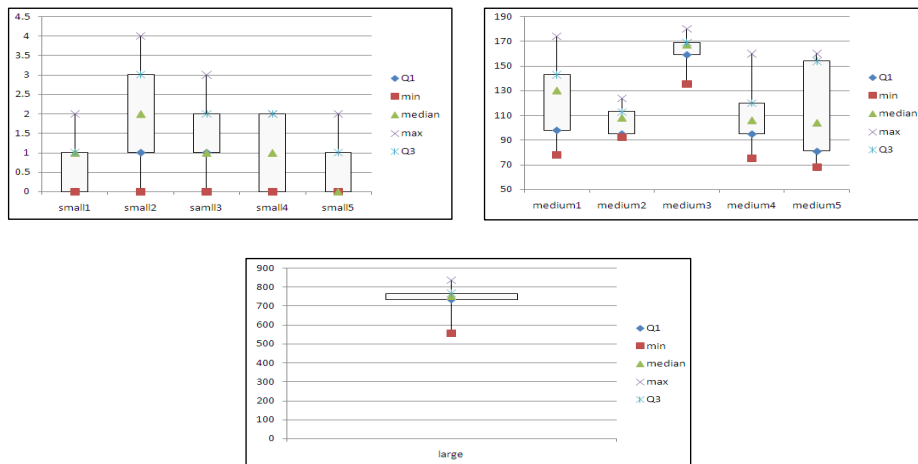 4.5
4
3.5
3
2.5
2
1.5
1
0.5
0
small1 small2 samll3 small4 small5
Q1
min
median
max
Q3
190
170
150
130
110
90
70
50
medium1 medium2 medium3 medium4 medium5
Q1
min
median
max
Q3
900
800
700
600
500
400
300
200
100
0
large
Q1
min
median
max
Q3